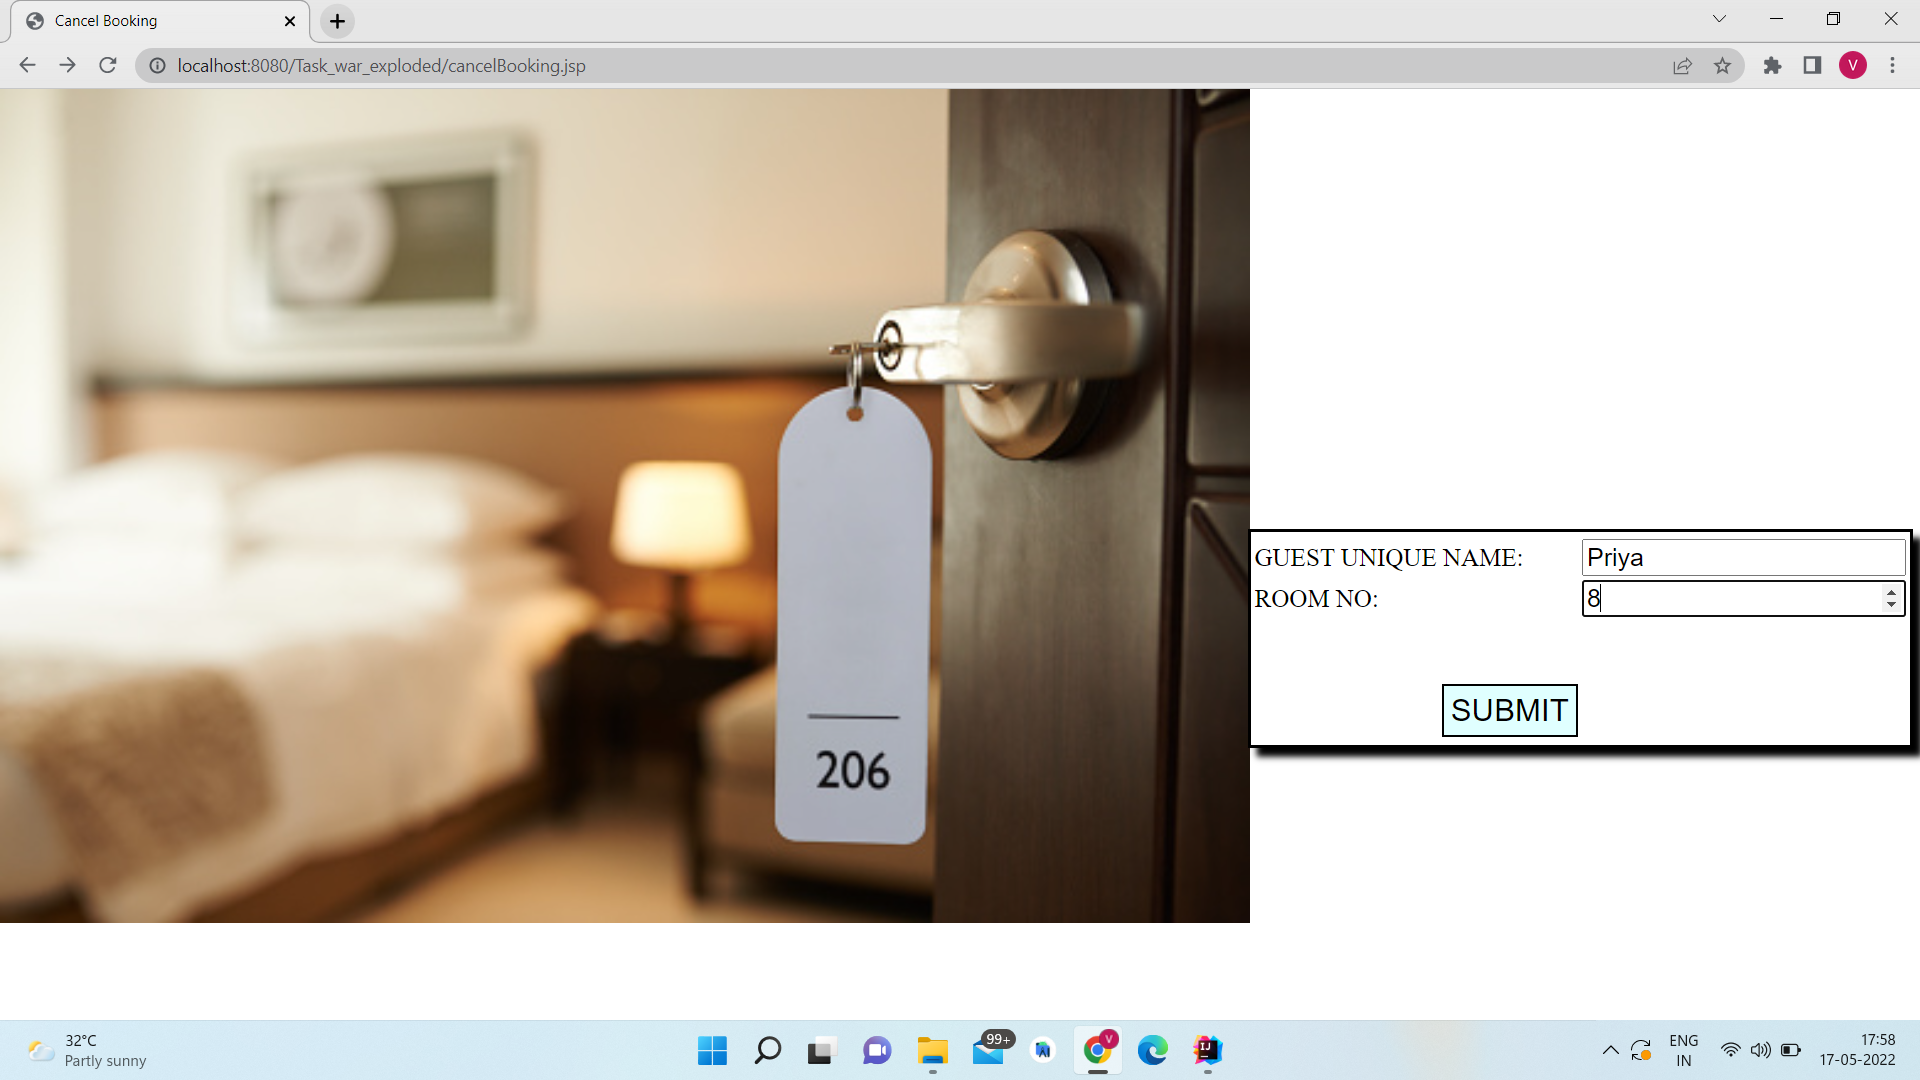 Cancel Booking
localhost:8080/Task_war_exploded/cancelBooking.jsp
V
206
GUEST UNIQUE NAME: Priya
ROOM NO: 8
SUBMIT
32°C
Partly sunny
99+
V
IJ
ENG
IN
17:58
17-05-2022